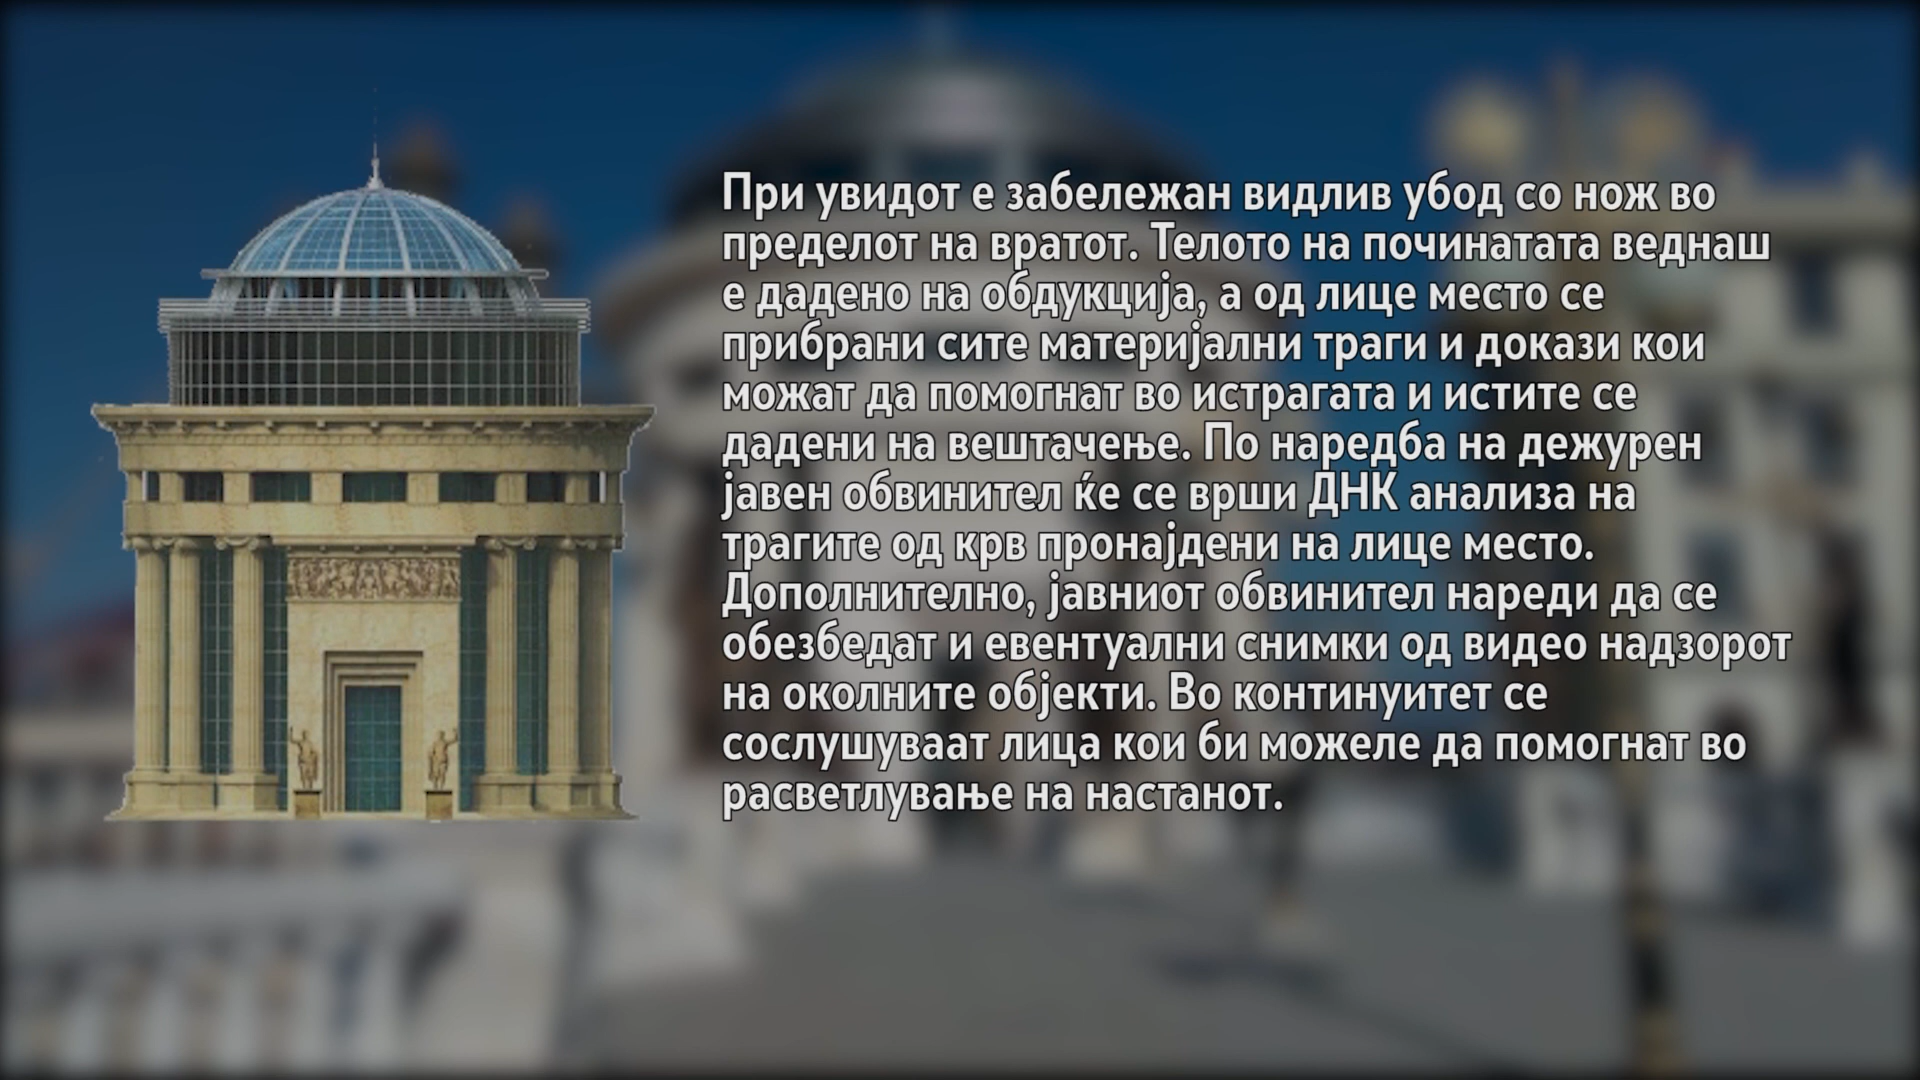 При увидот е забележан видлив убод со нож во
пределот на вратот. Телото на починатата веднаш
е дадено на обдукција, а од лице место се
прибрани сите материјални траги и докази кои
можат да помогнат во истрагата и истите се
дадени на вештачење. По наредба на дежурен
јавен обвинител ќе се врши ДНК анализа на
трагите од крв пронајдени на лице место.
Дополнително, јавниот обвинител нареди да се
обезбедат и евентуални снимки од видео надзорот
на околните објекти. Во континуитет се
сослушуваат лица кои би можеле да помогнат во
расветлување на настанот.